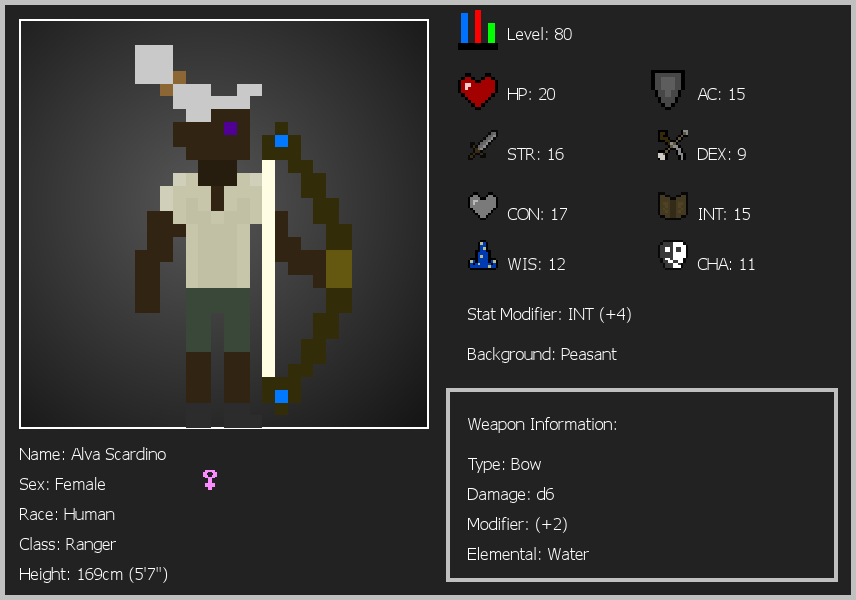 Level: 80
HP: 20
AC: 15
STR: 16
DEX: 9
CON: 17
INT: 15
WIS: 12
CHA: 11
Stat Modifier: INT (+4)
Background: Peasant
Weapon Information:
Type: Bow
Damage: d6
Modifier: (+2)
Elemental: Water
Name: Alva Scardino
Sex: Female
Race: Human
Class: Ranger
Height: 169cm (5'7")